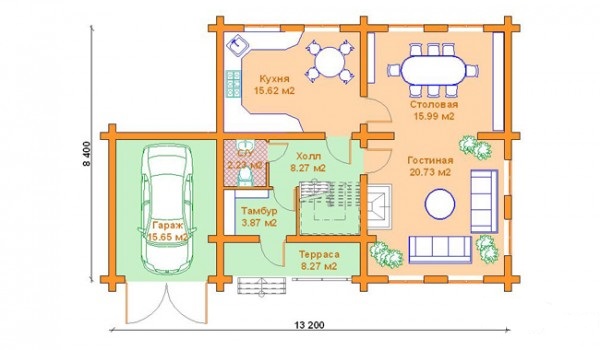 Кухня
15.62 м2
Столовая
15.99 м2
С/У
2.23 м2
Холл
8.27 м2
Гостиная
20.73 м2
Тамбур
3.87 м2
Гараж
15.65 м2
Терраса
8.27 м2
8 400
13 200